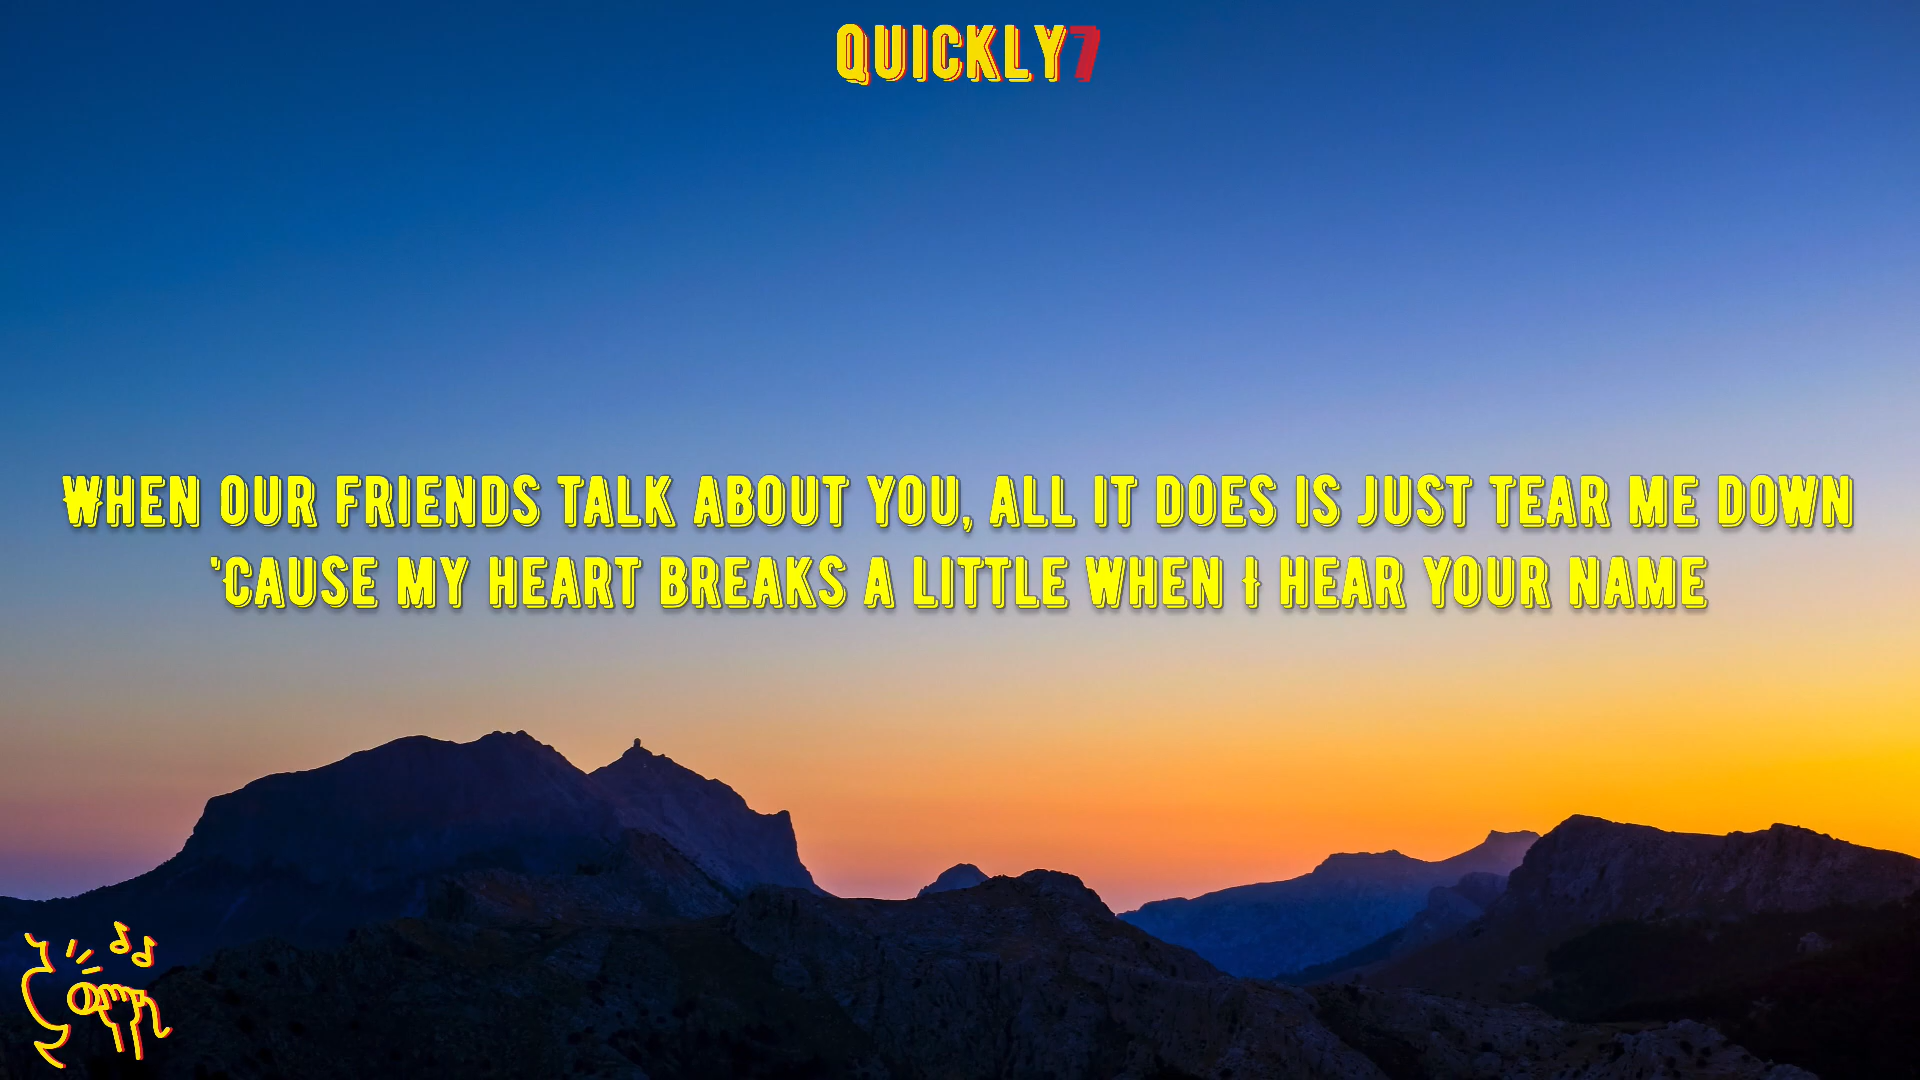 QUICKLY7
WHEN OUR FRIENDS TALK ABOUT YOU, ALL IT DOES IS JUST TEAR ME DOWN
'CAUSE MY HEART BREAKS A LITTLE WHEN I HEAR YOUR NAME